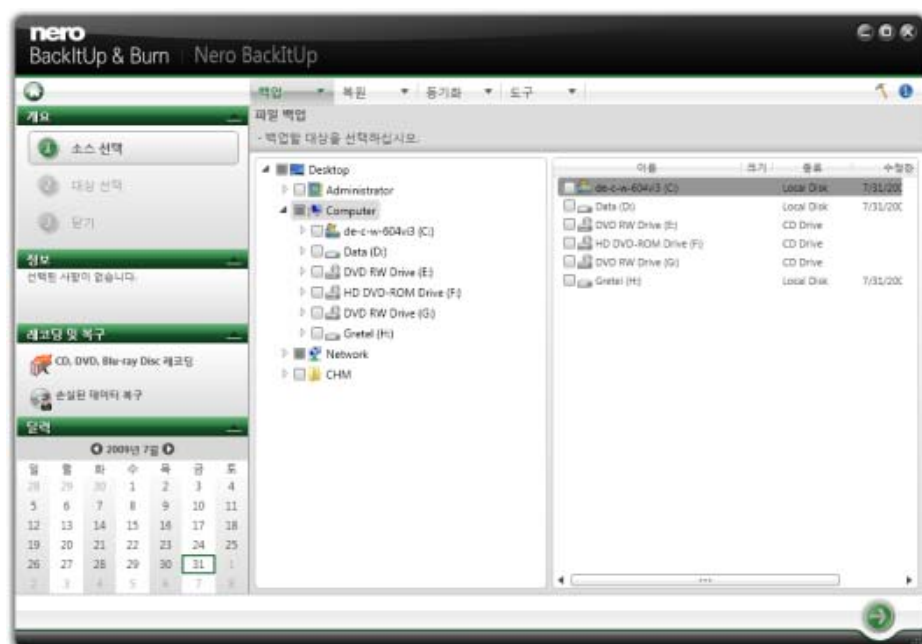 nero
BackItUp & Burn Nero BackItUp
백업 복원 동기화 도구
개요
1 소스 선택
2 대상 선택
3 닫기
정보
선택된 사항이 없습니다.
레코딩 및 복구
CD, DVD, Blu-ray Disc 레코딩
손실된 데이터 복구
달력
2009년 7월
일 월 화 수 목 금 토
28 29 30 1 2 3 4
5 6 7 8 9 10 11
12 13 14 15 16 17 18
19 20 21 22 23 24 25
26 27 28 29 30 31 1
2 3 4 5 6 7 8
파일 백업
- 백업할 대상을 선택하십시오.
Desktop
Administrator
Computer
de-c-w-604vi3 (C:)
Data (D:)
DVD RW Drive (E:)
HD DVD-ROM Drive (F:)
DVD RW Drive (G:)
Gretel (H:)
Network
CHM
이름 크기 종류 수정한
de-c-w-604vi3 (C:) Local Disk 7/31/200
Data (D:) Local Disk 7/31/200
DVD RW Drive (E:) CD Drive
HD DVD-ROM Drive (F:) CD Drive
DVD RW Drive (G:) CD Drive
Gretel (H:) Local Disk 7/31/200